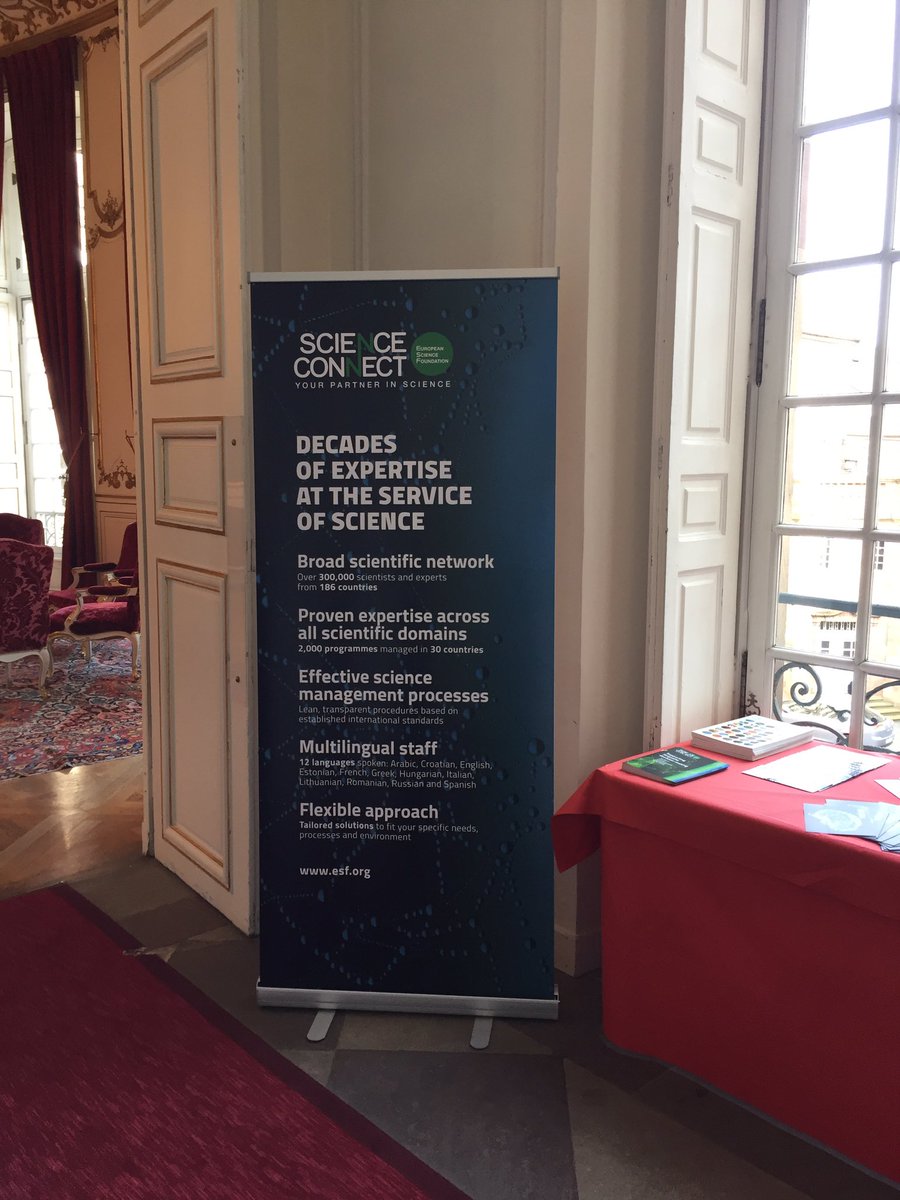 SCIENCE
CONNECT
EUROPEAN
SCIENCE
FOUNDATION
YOUR PARTNER IN SCIENCE
DECADES
OF EXPERTISE
AT THE SERVICE
OF SCIENCE
Broad scientific network
Over 300,000 scientists and experts
from 186 countries
Proven expertise across
all scientific domains
2,000 programmes managed in 30 countries
Effective science
management processes
Lean, transparent procedures based on
established international standards
Multilingual staff
12 languages spoken: Arabic, Croatian, English,
Estonian, French, Greek, Hungarian, Italian,
Lithuanian, Romanian, Russian and Spanish
Flexible approach
Tailored solutions to fit your specific needs,
processes and environment
www.esf.org